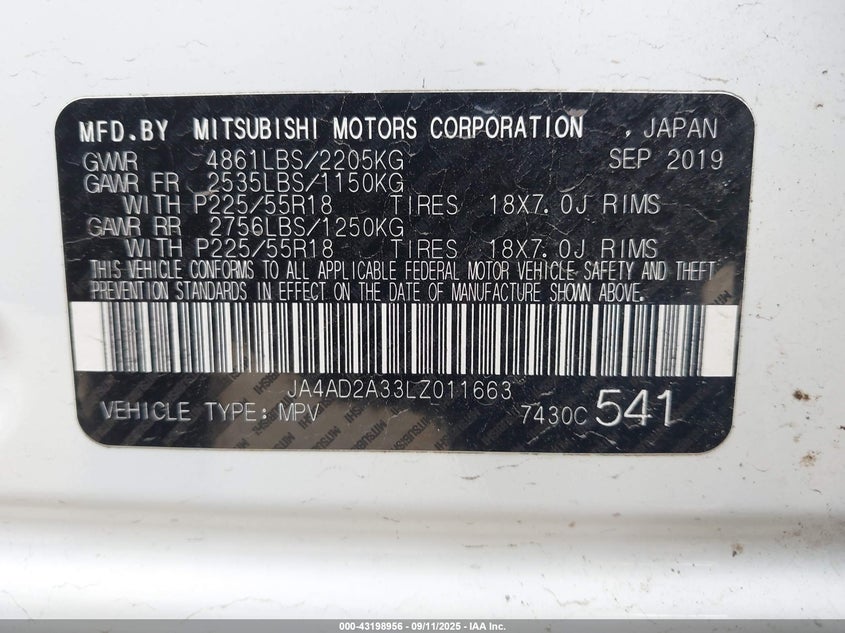 MFD.BY MITSUBISHI MOTORS CORPORATION , JAPAN
GVWR 4861LBS/2205KG SEP 2019
GAWR FR 2535LBS/1150KG
WITH P225/55R18 TIRES 18X7.0J RIMS
GAWR RR 2756LBS/1250KG
WITH P225/55R18 TIRES 18X7.0J RIMS
THIS VEHICLE CONFORMS TO ALL APPLICABLE FEDERAL MOTOR VEHICLE SAFETY AND THEFT
PREVENTION STANDARDS IN EFFECT ON THE DATE OF MANUFACTURE SHOWN ABOVE.
JA4AD2A33LZ011663
VEHICLE TYPE: MPV 7430C 541
000-43198956 - 09/11/2025 - IAA Inc.